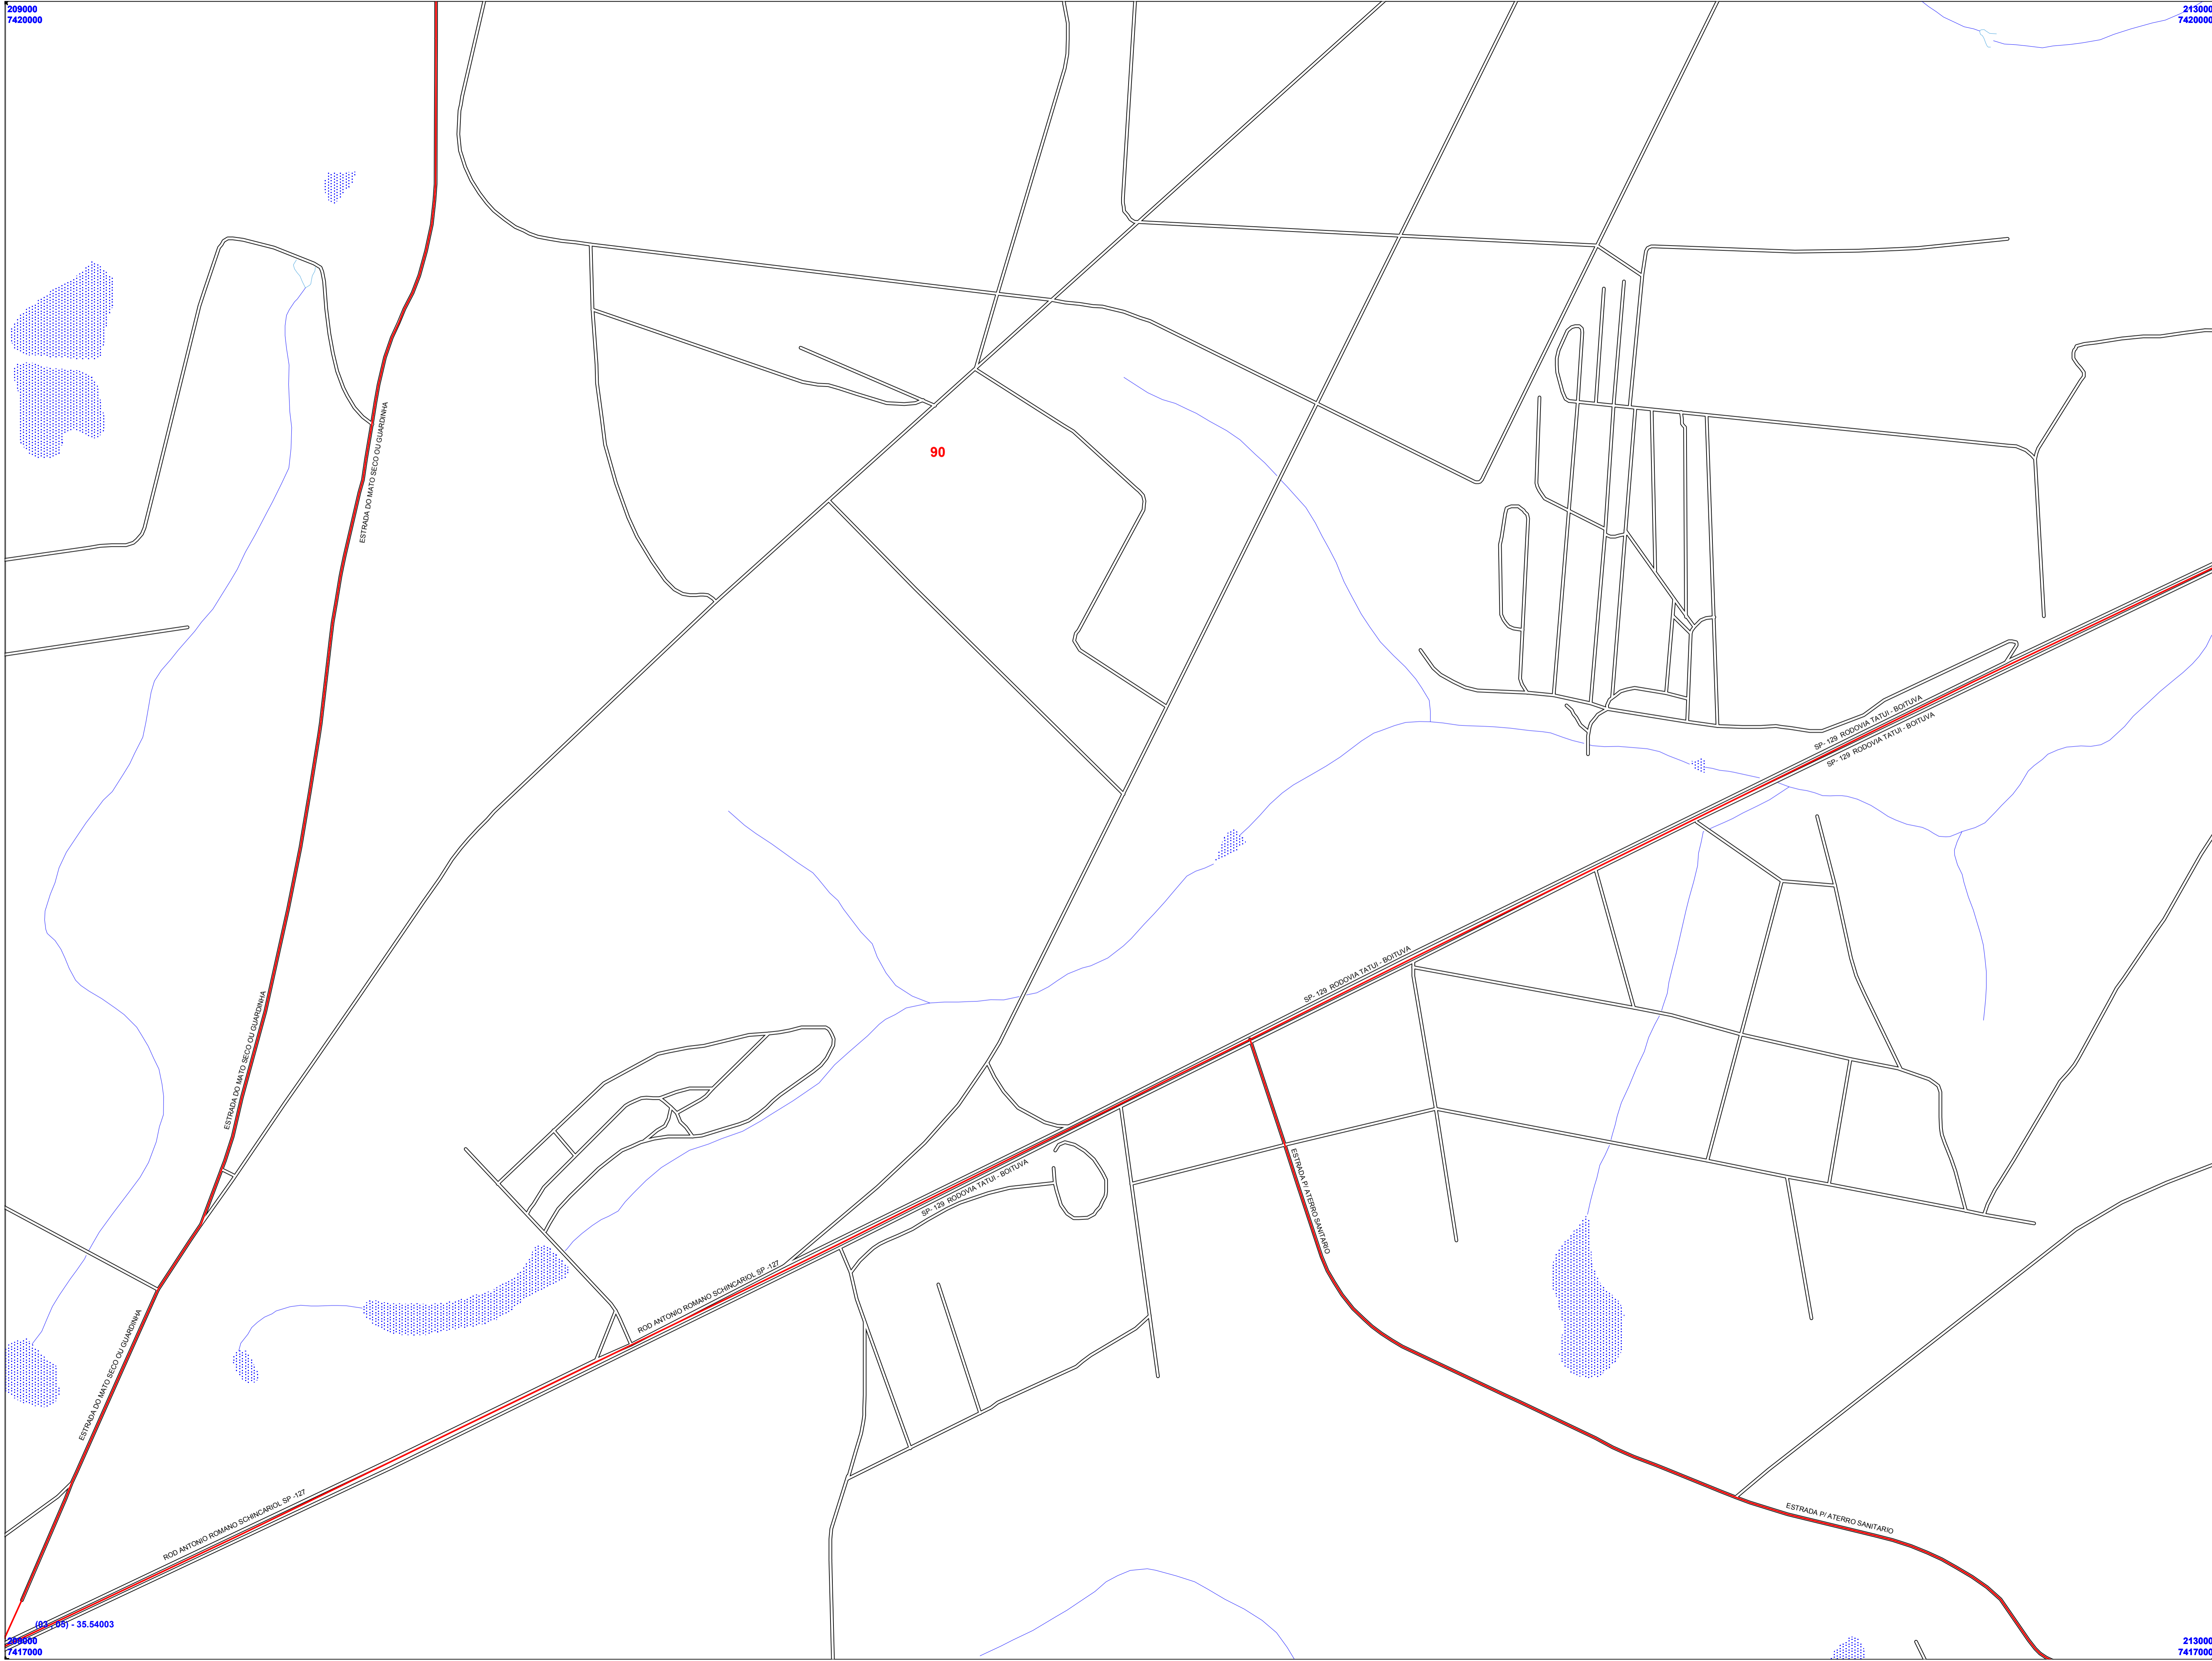 209000
7420000
213000
7420000
ESTRADA DO MATO SECO OU GUARDINHA
90
SP- 129 RODOVIA TATUI - BOITUVA
SP- 129 RODOVIA TATUI - BOITUVA
SP- 129 RODOVIA TATUI - BOITUVA
ESTRADA DO MATO SECO OU GUARDINHA
SP- 129 RODOVIA TATUI - BOITUVA
ESTRADA P/ ATERRO SANITARIO
ROD ANTONIO ROMANO SCHINCARIOL SP -127
ESTRADA DO MATO SECO OU GUARDINHA
ROD ANTONIO ROMANO SCHINCARIOL SP -127
ESTRADA P/ ATERRO SANITARIO
- 35.54003
209000
7417000
213000
7417000